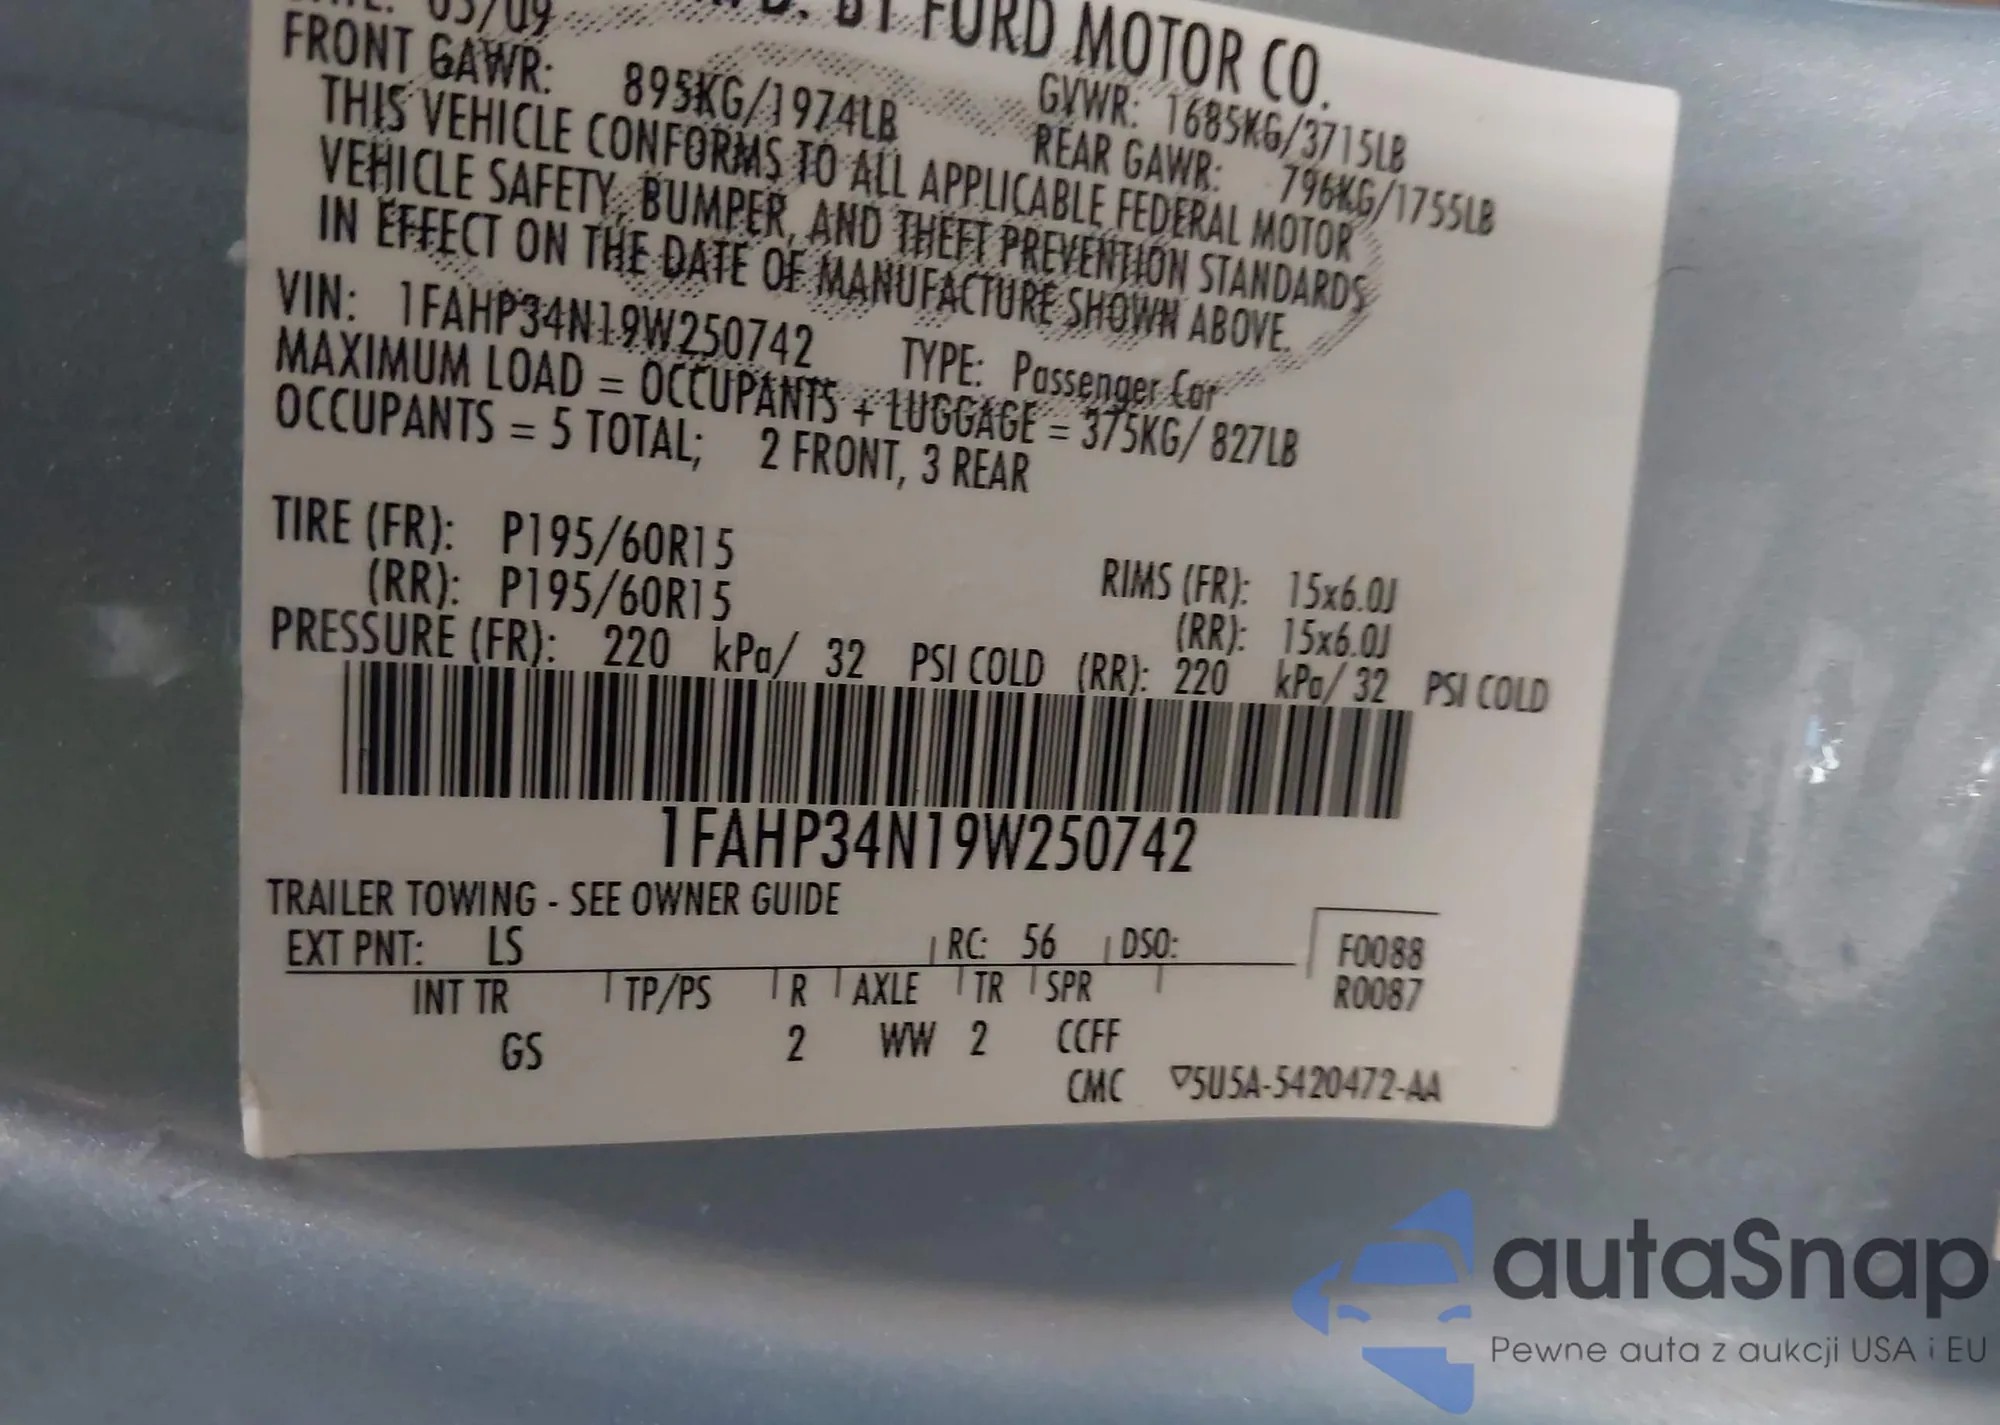 DATE: 05/09 MFD. BY FORD MOTOR CO.
FRONT GAWR: 895KG/1974LB GVWR: 1685KG/3715LB
REAR GAWR: 796KG/1755LB
THIS VEHICLE CONFORMS TO ALL APPLICABLE FEDERAL MOTOR
VEHICLE SAFETY, BUMPER, AND THEFT PREVENTION STANDARDS
IN EFFECT ON THE DATE OF MANUFACTURE SHOWN ABOVE.
VIN: 1FAHP34N19W250742 TYPE: Passenger Car
MAXIMUM LOAD = OCCUPANTS + LUGGAGE = 375KG/ 827LB
OCCUPANTS = 5 TOTAL; 2 FRONT, 3 REAR
TIRE (FR): P195/60R15 RIMS (FR): 15x6.0J
(RR): P195/60R15 (RR): 15x6.0J
PRESSURE (FR): 220 kPa/ 32 PSI COLD (RR): 220 kPa/ 32 PSI COLD
1FAHP34N19W250742
TRAILER TOWING - SEE OWNER GUIDE
EXT PNT: LS RC: 56 DSO: F0088
R0087
INT TR TP/PS R AXLE TR SPR
GS 2 WW 2 CCFF
CMC ▽5U5A-5420472-AA
autaSnap
Pewne auta z aukcji USA i EU